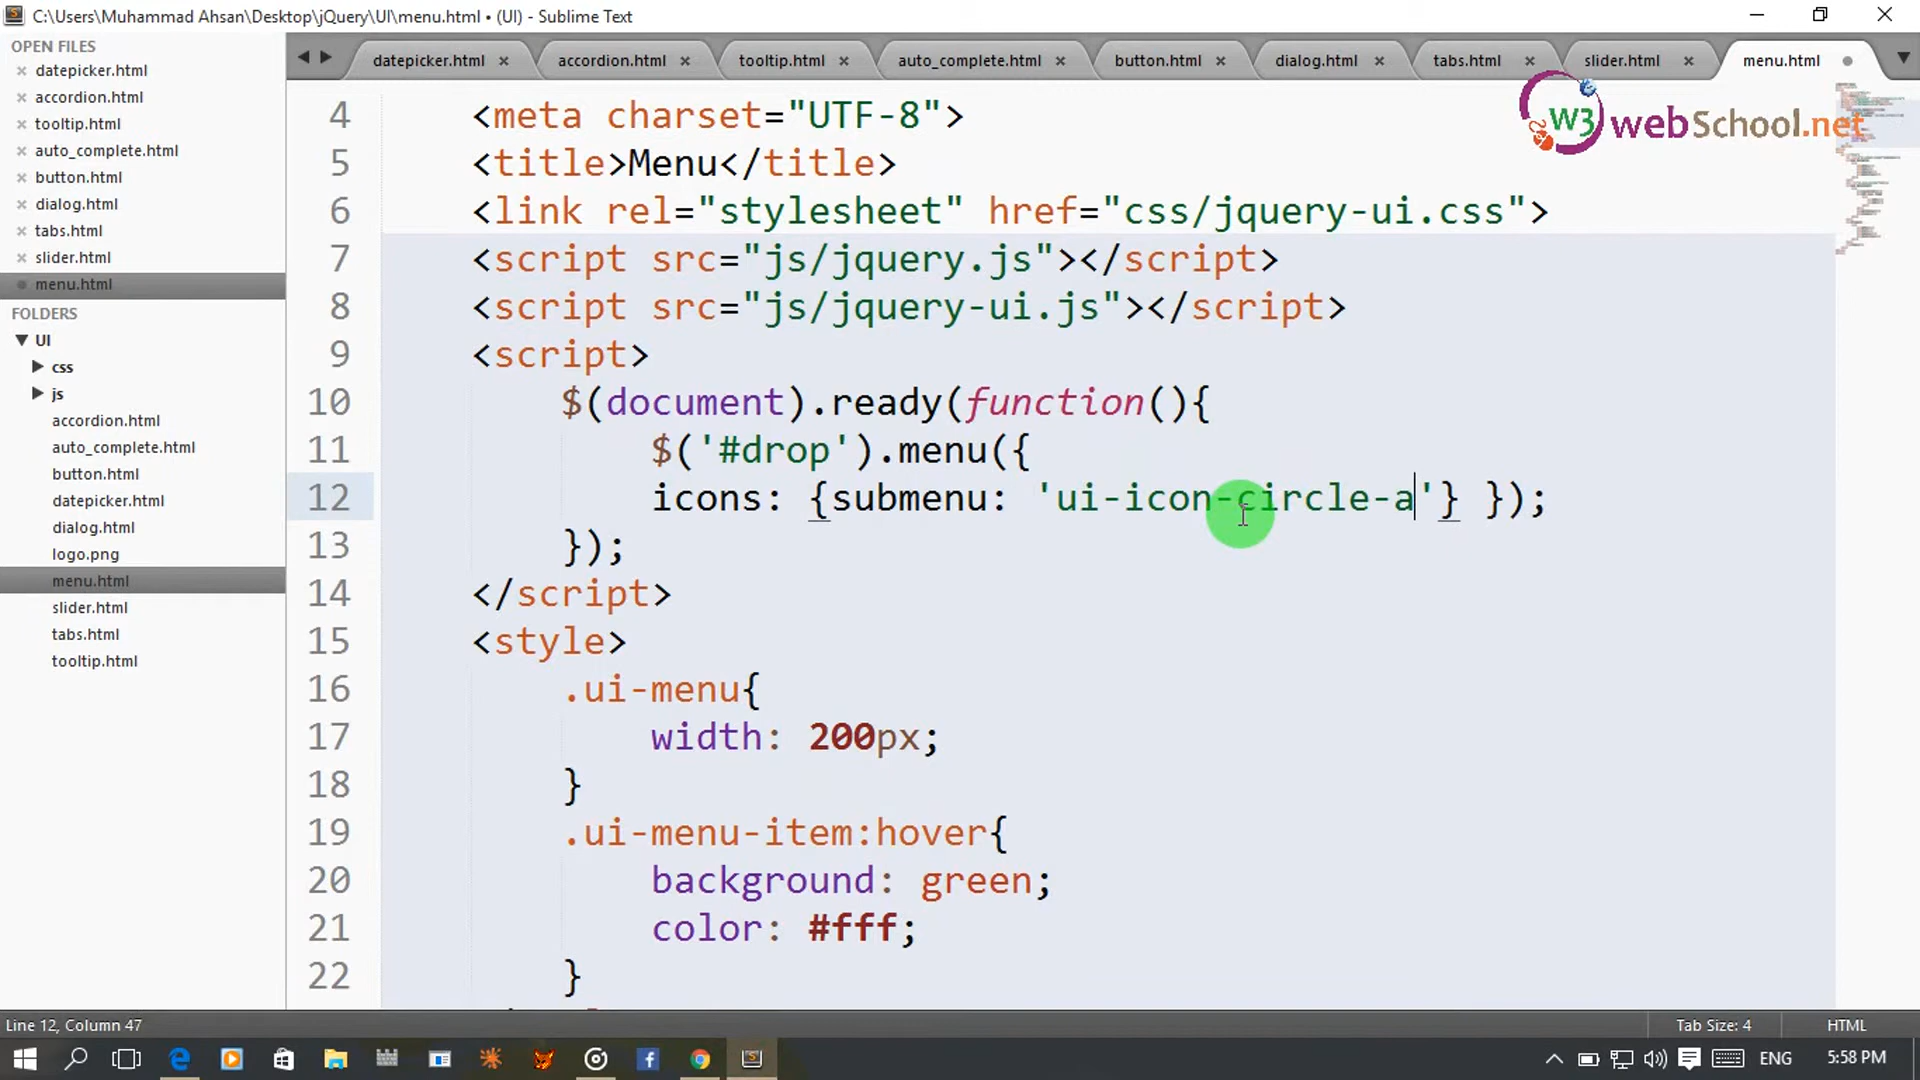 C:\Users\Muhammad Ahsan\Desktop\jQuery\UI\menu.html • (UI) - Sublime Text
OPEN FILES
datepicker.html
accordion.html
tooltip.html
auto_complete.html
button.html
dialog.html
tabs.html
slider.html
menu.html
FOLDERS
UI
css
js
accordion.html
auto_complete.html
button.html
datepicker.html
dialog.html
logo.png
menu.html
slider.html
tabs.html
tooltip.html
datepicker.html accordion.html tooltip.html auto_complete.html button.html dialog.html tabs.html slider.html menu.html
W3 webSchool.net
4 <meta charset="UTF-8">
5 <title>Menu</title>
6 <link rel="stylesheet" href="css/jquery-ui.css">
7 <script src="js/jquery.js"></script>
8 <script src="js/jquery-ui.js"></script>
9 <script>
10 $(document).ready(function(){
11 $('#drop').menu({
12 icons: {submenu: 'ui-icon-circle-a'} });
13 });
14 </script>
15 <style>
16 .ui-menu{
17 width: 200px;
18 }
19 .ui-menu-item:hover{
20 background: green;
21 color: #fff;
22 }
Line 12, Column 47
Tab Size: 4 HTML
ENG 5:58 PM